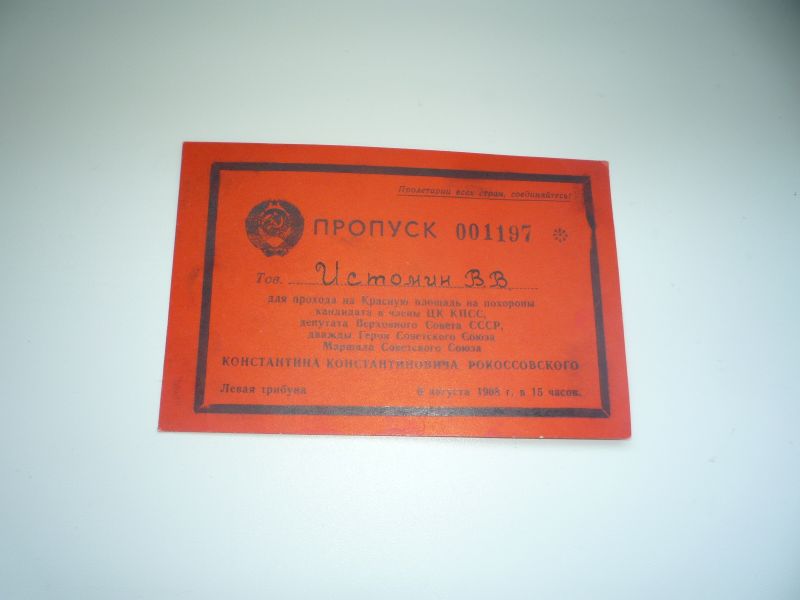 Пролетарии всех стран, соединяйтесь!
ПРОПУСК 001197
Тов. Истомин В В
для прохода на Красную площадь на похороны
кандидата в члены ЦК КПСС,
депутата Верховного Совета СССР,
дважды Героя Советского Союза
Маршала Советского Союза
КОНСТАНТИНА КОНСТАНТИНОВИЧА РОКОССОВСКОГО
Левая трибуна 6 августа 1968 г. в 15 часов.